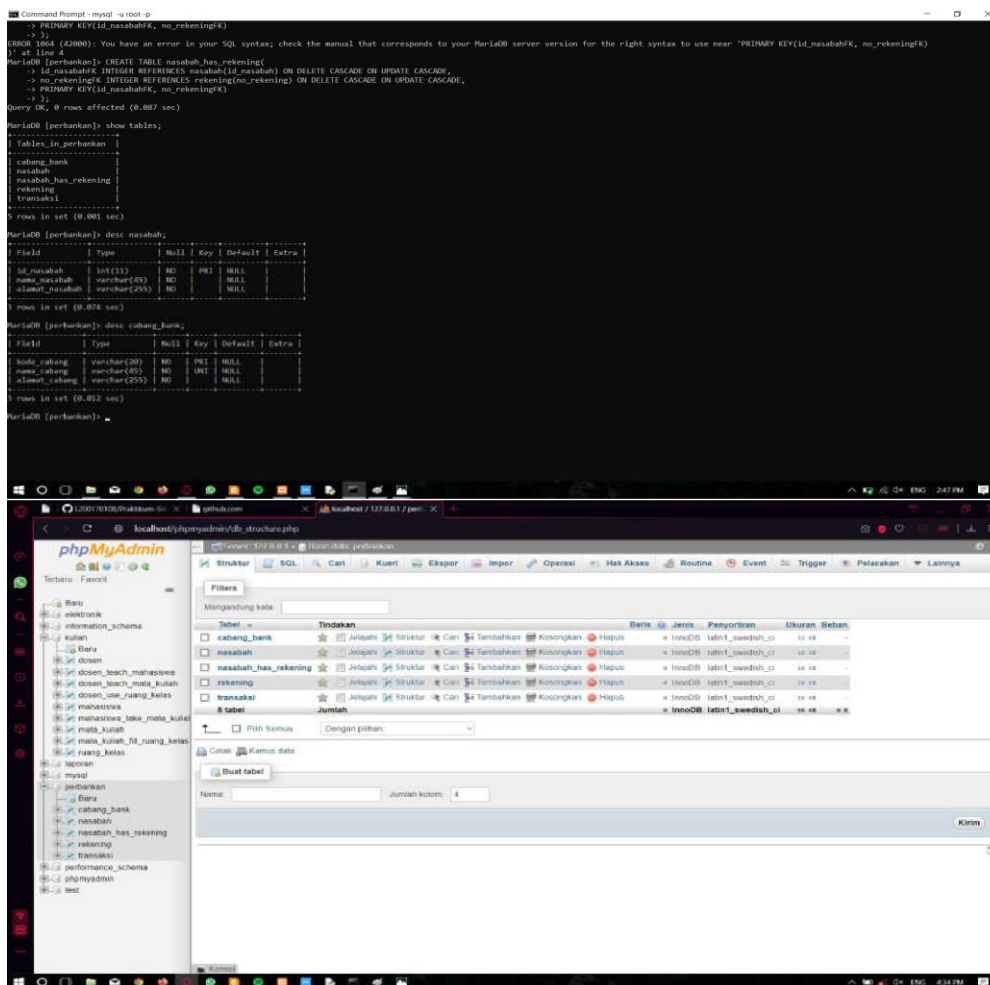 Command Prompt - mysql -u root -p
-> PRIMARY KEY(id_nasabahFK, no_rekeningFK)
-> );
ERROR 1064 (42000): You have an error in your SQL syntax; check the manual that corresponds to your MariaDB server version for the right syntax to use near 'PRIMARY KEY(id_nasabahFK, no_rekeningFK)
)' at line 4
MariaDB [perbankan]> CREATE TABLE nasabah_has_rekening(
-> id_nasabahFK INTEGER REFERENCES nasabah(id_nasabah) ON DELETE CASCADE ON UPDATE CASCADE,
-> no_rekeningFK INTEGER REFERENCES rekening(no_rekening) ON DELETE CASCADE ON UPDATE CASCADE,
-> PRIMARY KEY(id_nasabahFK, no_rekeningFK)
-> );
Query OK, 0 rows affected (0.087 sec)
MariaDB [perbankan]> show tables;
| Tables_in_perbankan |
| cabang_bank |
| nasabah |
| nasabah_has_rekening |
| rekening |
| transaksi |
5 rows in set (0.001 sec)
MariaDB [perbankan]> desc nasabah;
| Field | Type | Null | Key | Default | Extra |
| id_nasabah | int(11) | NO | PRI | NULL | |
| nama_nasabah | varchar(45) | NO | | NULL | |
| alamat_nasabah | varchar(255) | NO | | NULL | |
3 rows in set (0.074 sec)
MariaDB [perbankan]> desc cabang_bank;
| Field | Type | Null | Key | Default | Extra |
| kode_cabang | varchar(20) | NO | PRI | NULL | |
| nama_cabang | varchar(45) | NO | UNI | NULL | |
| alamat_cabang | varchar(255) | NO | | NULL | |
3 rows in set (0.012 sec)
MariaDB [perbankan]>
ENG 2:47 PM
L200170108/Praktikum-Si github.com localhost / 127.0.0.1 / perb
localhost/phpmyadmin/db_structure.php
phpMyAdmin
Terbaru Favorit
Baru
elektronik
information_schema
kuliah
Baru
dosen
dosen_teach_mahasiswa
dosen_teach_mata_kuliah
dosen_use_ruang_kelas
mahasiswa
mahasiswa_take_mata_kuliah
mata_kuliah
mata_kuliah_fill_ruang_kelas
ruang_kelas
laporan
mysql
perbankan
Baru
cabang_bank
nasabah
nasabah_has_rekening
rekening
transaksi
performance_schema
phpmyadmin
test
Server: 127.0.0.1 » Basis data: perbankan
Struktur SQL Cari Kueri Ekspor Impor Operasi Hak Akses Routine Event Trigger Pelacakan Lainnya
Filters
Mengandung kata:
Tabel Tindakan Baris Jenis Penyortiran Ukuran Beban
cabang_bank Jelajahi Struktur Cari Tambahkan Kosongkan Hapus InnoDB latin1_swedish_ci
nasabah Jelajahi Struktur Cari Tambahkan Kosongkan Hapus InnoDB latin1_swedish_ci
nasabah_has_rekening Jelajahi Struktur Cari Tambahkan Kosongkan Hapus InnoDB latin1_swedish_ci
rekening Jelajahi Struktur Cari Tambahkan Kosongkan Hapus InnoDB latin1_swedish_ci
transaksi Jelajahi Struktur Cari Tambahkan Kosongkan Hapus InnoDB latin1_swedish_ci
5 tabel Jumlah InnoDB latin1_swedish_ci
Pilih Semua Dengan pilihan:
Cetak Kamus data
Buat tabel
Nama: Jumlah kolom: 4
Kirim
Konsol
ENG 4:34 PM